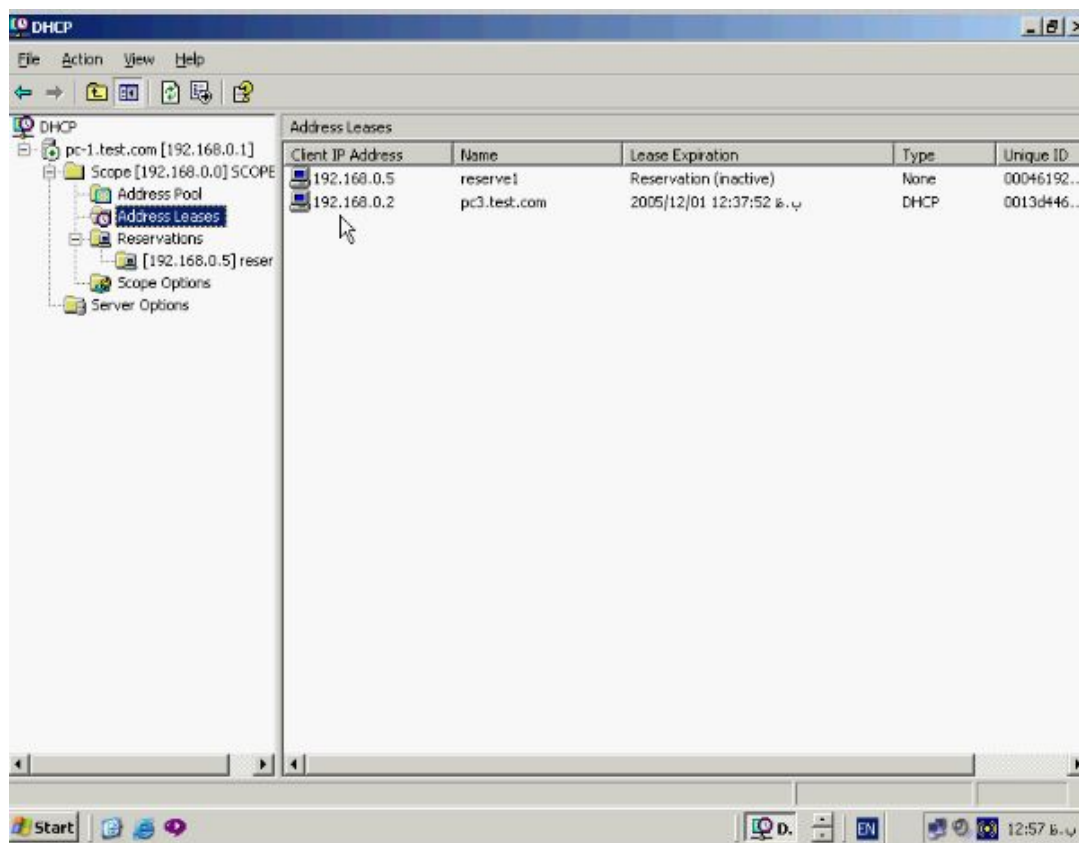 DHCP
File Action View Help
DHCP
pc-1.test.com [192.168.0.1]
Scope [192.168.0.0] SCOPE
Address Pool
Address Leases
Reservations
[192.168.0.5] reser
Scope Options
Server Options
Address Leases
Client IP Address Name Lease Expiration Type Unique ID
192.168.0.5 reserve1 Reservation (inactive) None 00046192...
192.168.0.2 pc3.test.com 2005/12/01 12:37:52 ب.ظ DHCP 0013d446...
Start
D.
EN
12:57 ب.ظ